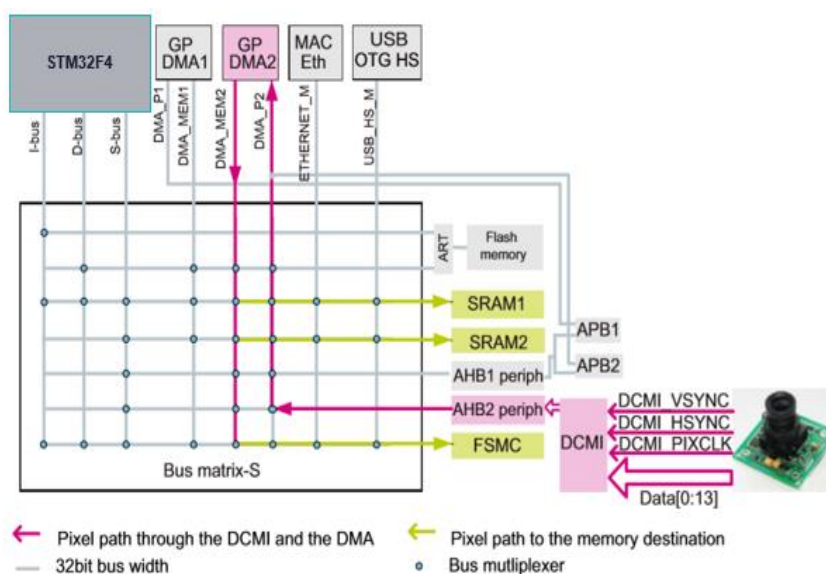 STM32F4
GP
DMA1
GP
DMA2
MAC
Eth
USB
OTG HS
I-bus
D-bus
S-bus
DMA_P1
DMA_MEM1
DMA_MEM2
DMA_P2
ETHERNET_M
USB_HS_M
ART
Flash
memory
SRAM1
SRAM2
AHB1 periph
AHB2 periph
FSMC
APB1
APB2
DCMI
DCMI_VSYNC
DCMI_HSYNC
DCMI_PIXCLK
Data[0:13]
Bus matrix-S
Pixel path through the DCMI and the DMA
Pixel path to the memory destination
32bit bus width
Bus mutliplexer